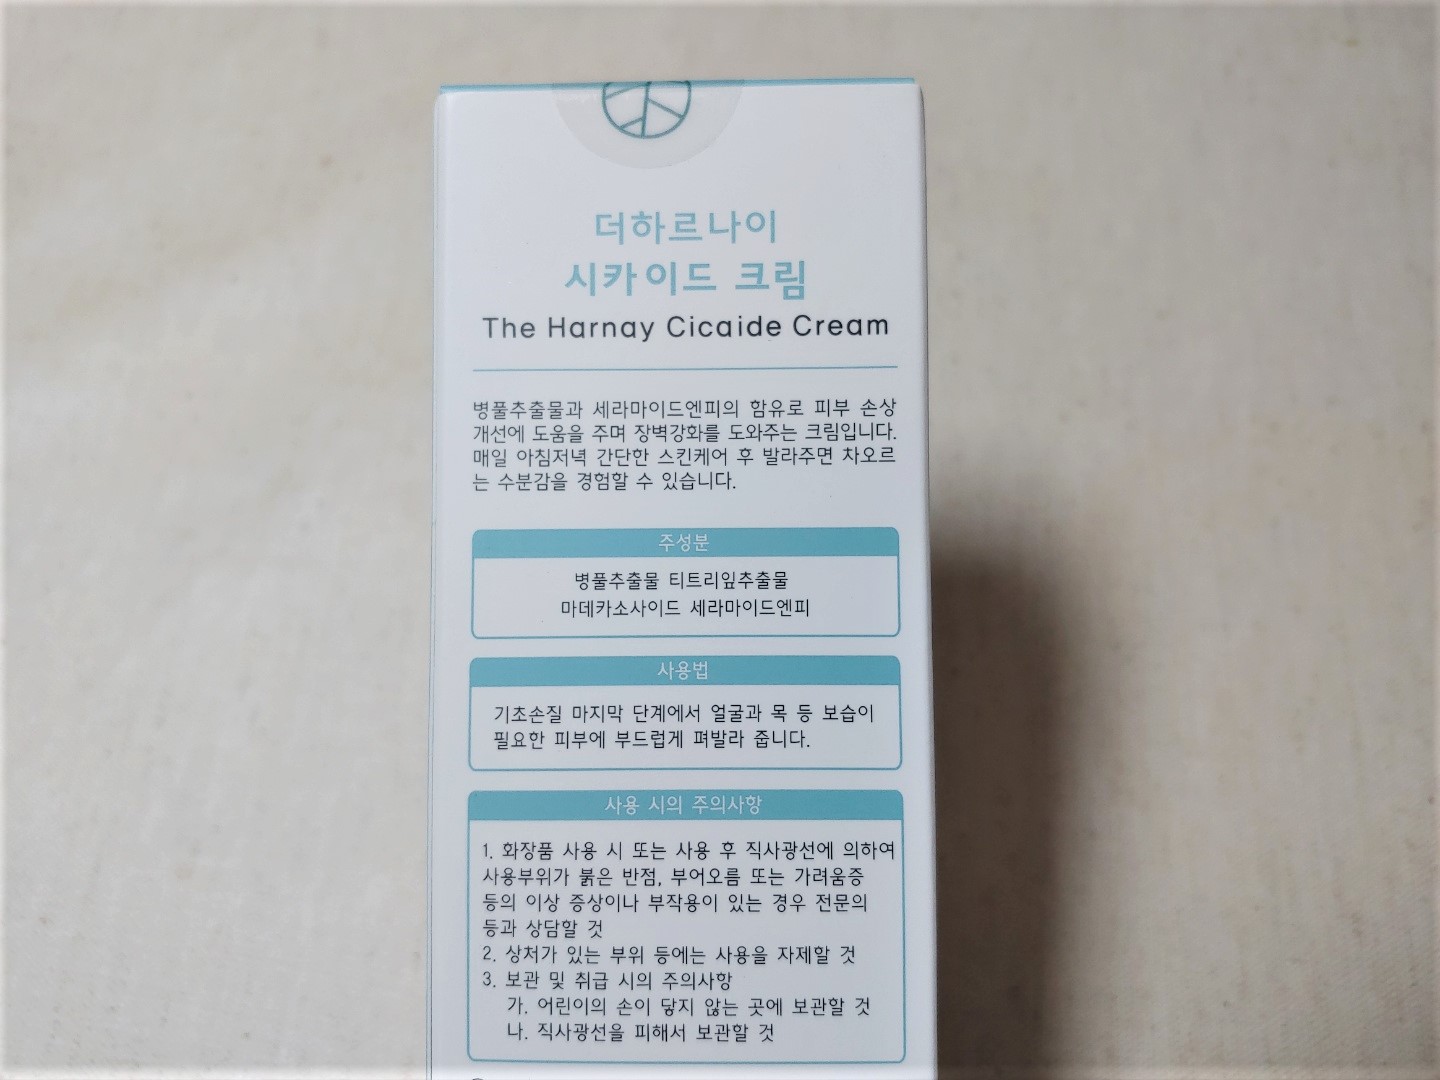 더하르나이
시카이드 크림
The Harnay Cicaide Cream
병풀추출물과 세라마이드엔피의 함유로 피부 손상
개선에 도움을 주며 장벽강화를 도와주는 크림입니다.
매일 아침저녁 간단한 스킨케어 후 발라주면 차오르
는 수분감을 경험할 수 있습니다.
주성분
병풀추출물 티트리잎추출물
마데카소사이드 세라마이드엔피
사용법
기초손질 마지막 단계에서 얼굴과 목 등 보습이
필요한 피부에 부드럽게 펴발라 줍니다.
사용 시의 주의사항
1. 화장품 사용 시 또는 사용 후 직사광선에 의하여
사용부위가 붉은 반점, 부어오름 또는 가려움증
등의 이상 증상이나 부작용이 있는 경우 전문의
등과 상담할 것
2. 상처가 있는 부위 등에는 사용을 자제할 것
3. 보관 및 취급 시의 주의사항
가. 어린이의 손이 닿지 않는 곳에 보관할 것
나. 직사광선을 피해서 보관할 것